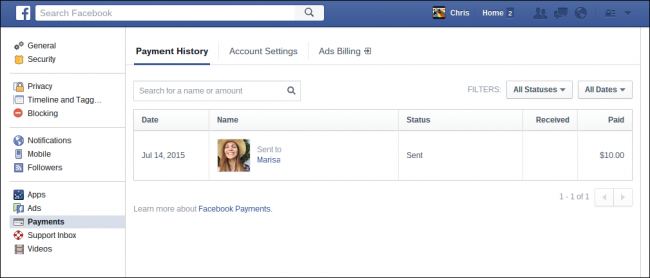 f Search Facebook Chris Home 2
General
Security
Privacy
Timeline and Tagg...
Blocking
Notifications
Mobile
Followers
Apps
Ads
Payments
Support Inbox
Videos
Payment History Account Settings Ads Billing
Search for a name or amount FILTERS: All Statuses All Dates
Date Name Status Received Paid
Jul 14, 2015 Sent to Marisa Sent $10.00
1 - 1 of 1
Learn more about Facebook Payments.